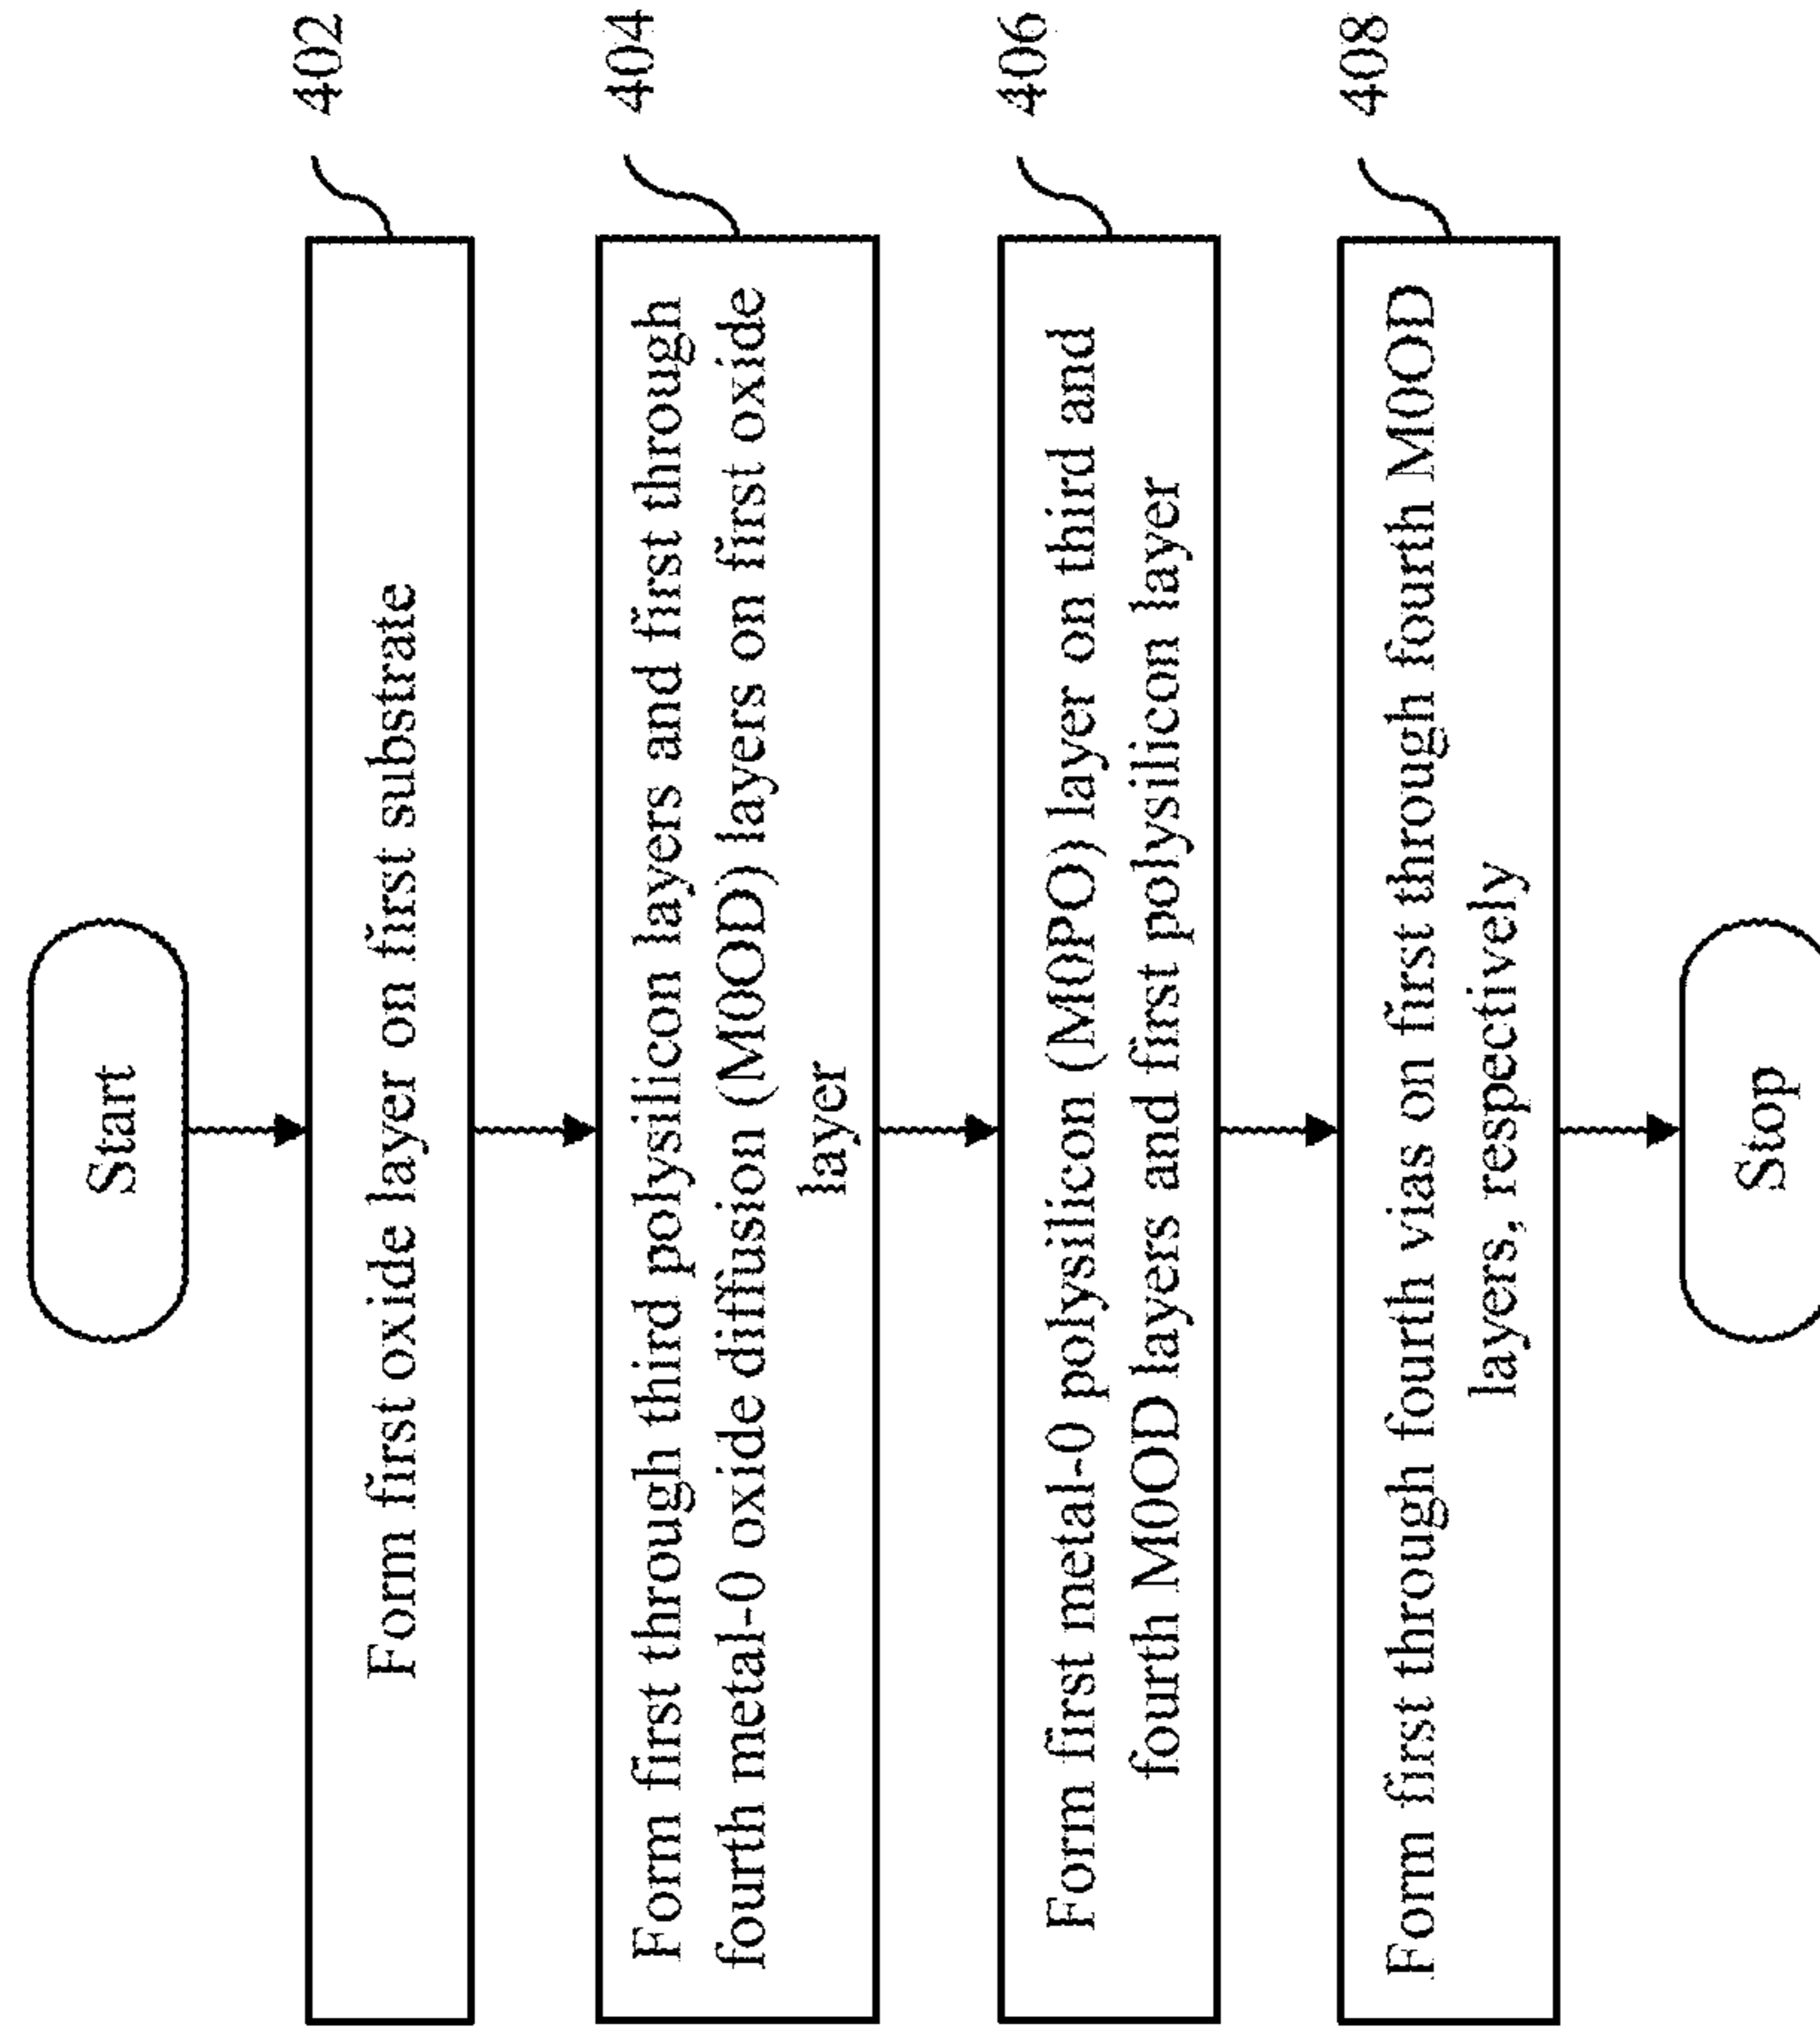 Start
402
Form first oxide layer on first substrate
404
Form first through third polysilicon layers and first through
fourth metal-0 oxide diffusion (M0OD) layers on first oxide
layer
406
Form first metal-0 polysilicon (M0PO) layer on third and
fourth M0OD layers and first polysilicon layer
408
Form first through fourth vias on first through fourth M0OD
layers, respectively
Stop